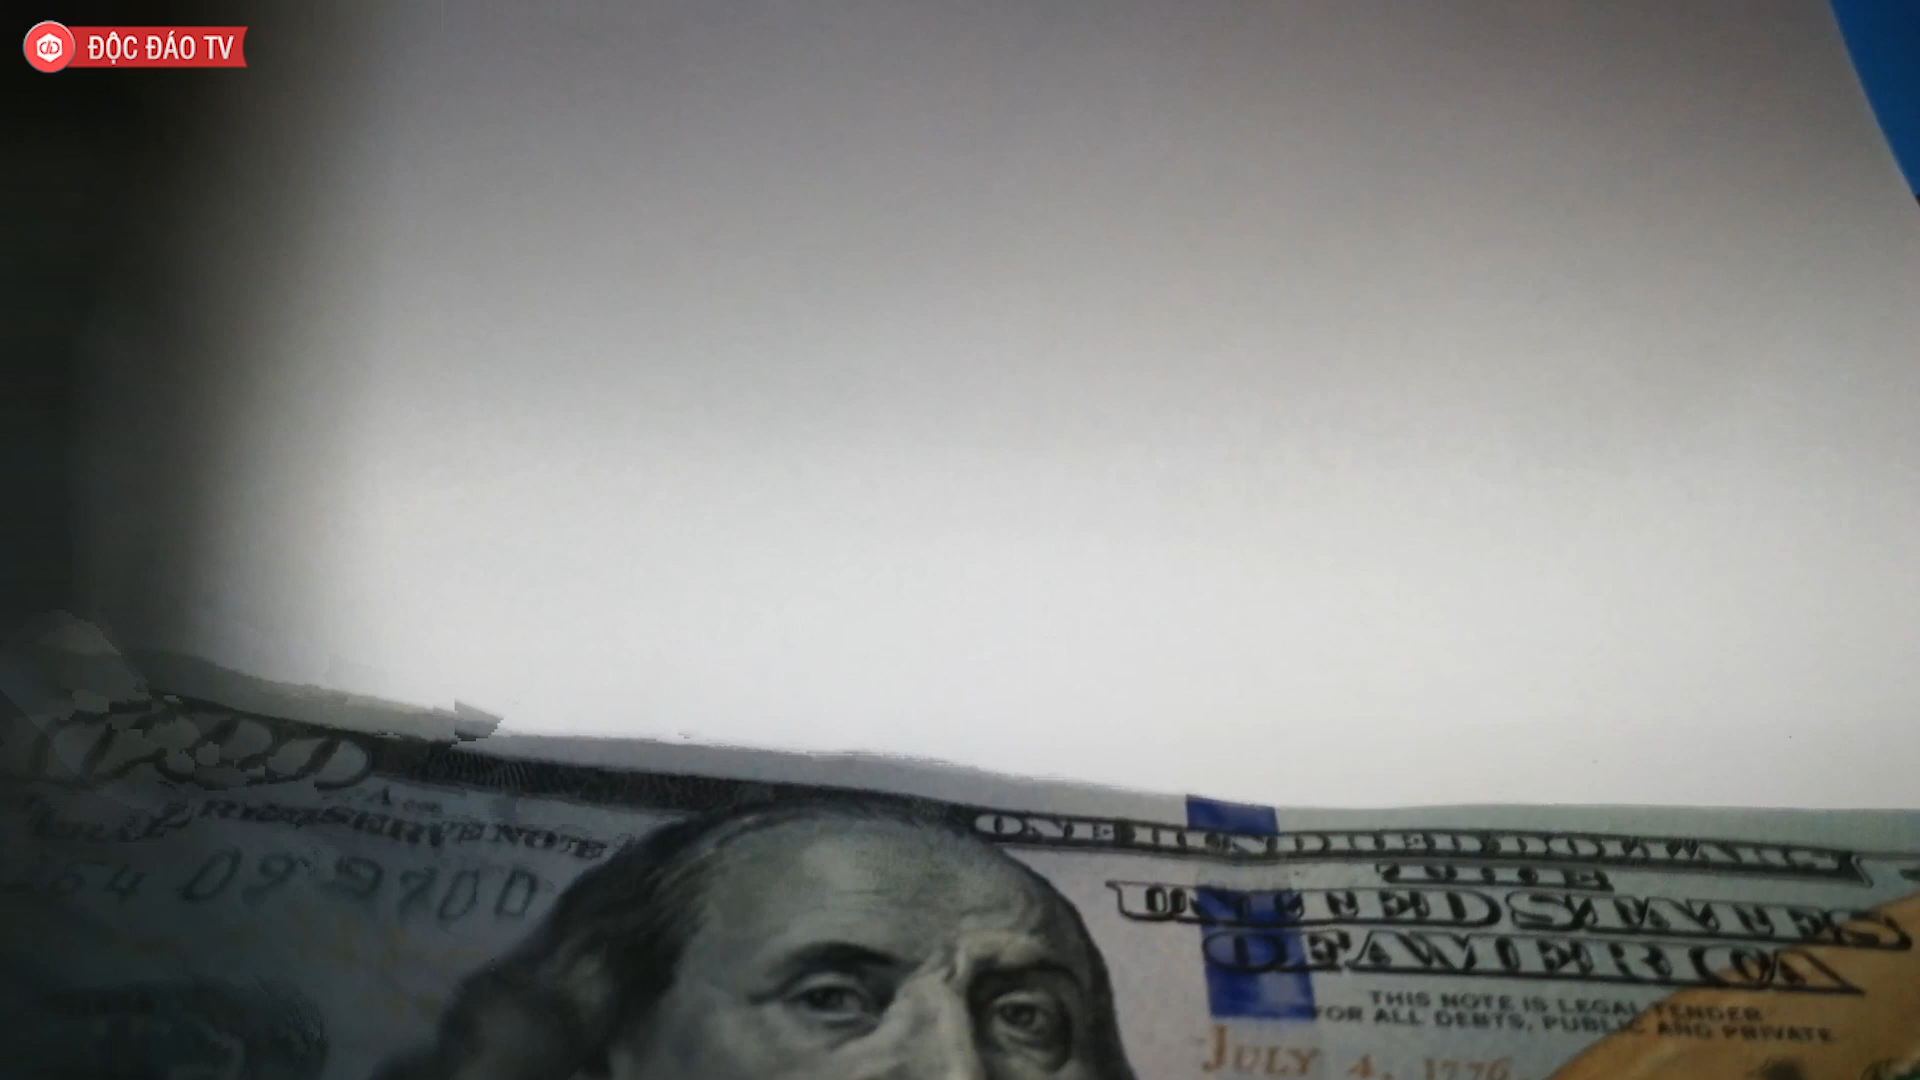 ĐỘC ĐÁO TV
RESERVE NOTE
099700
ONE HUNDRED DOLLARS
THE
UNITED STATES
OF AMERICA
THIS NOTE IS LEGAL TENDER
FOR ALL DEBTS, PUBLIC AND PRIVATE
JULY 4, 1776